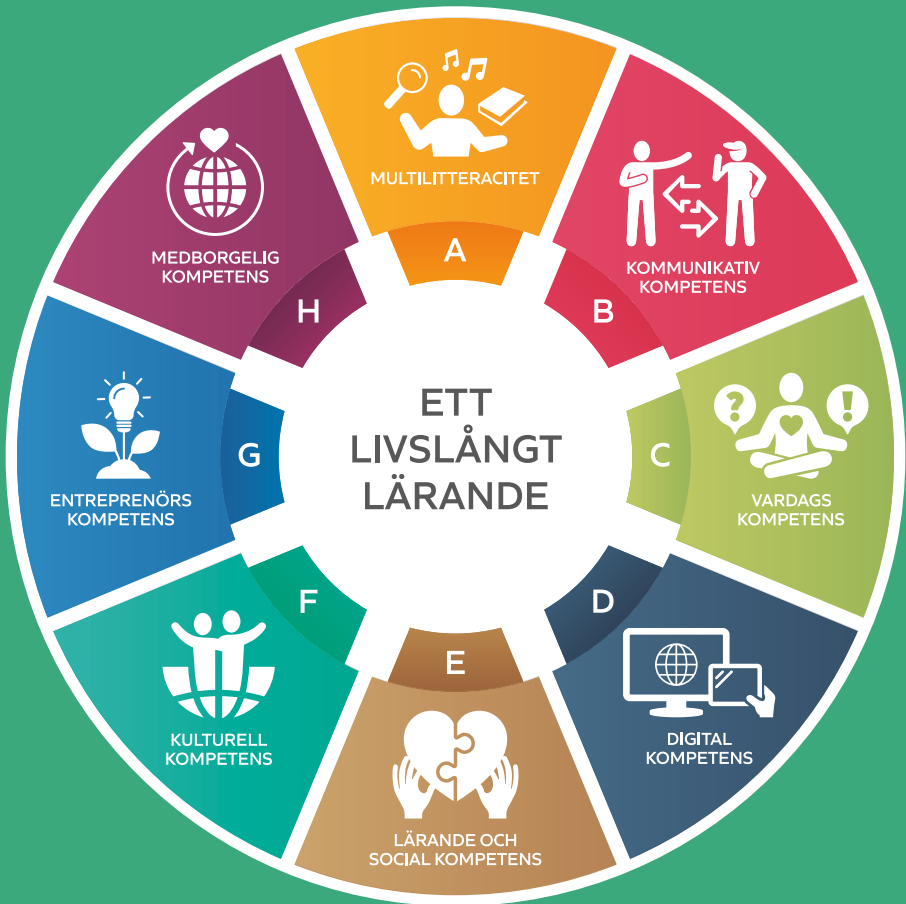 ETT
LIVSLÅNGT
LÄRANDE
A
MULTILITTERACITET
B
KOMMUNIKATIV
KOMPETENS
C
VARDAGS
KOMPETENS
?
!
D
DIGITAL
KOMPETENS
E
LÄRANDE OCH
SOCIAL KOMPETENS
F
KULTURELL
KOMPETENS
G
ENTREPRENÖRS
KOMPETENS
H
MEDBORGELIG
KOMPETENS